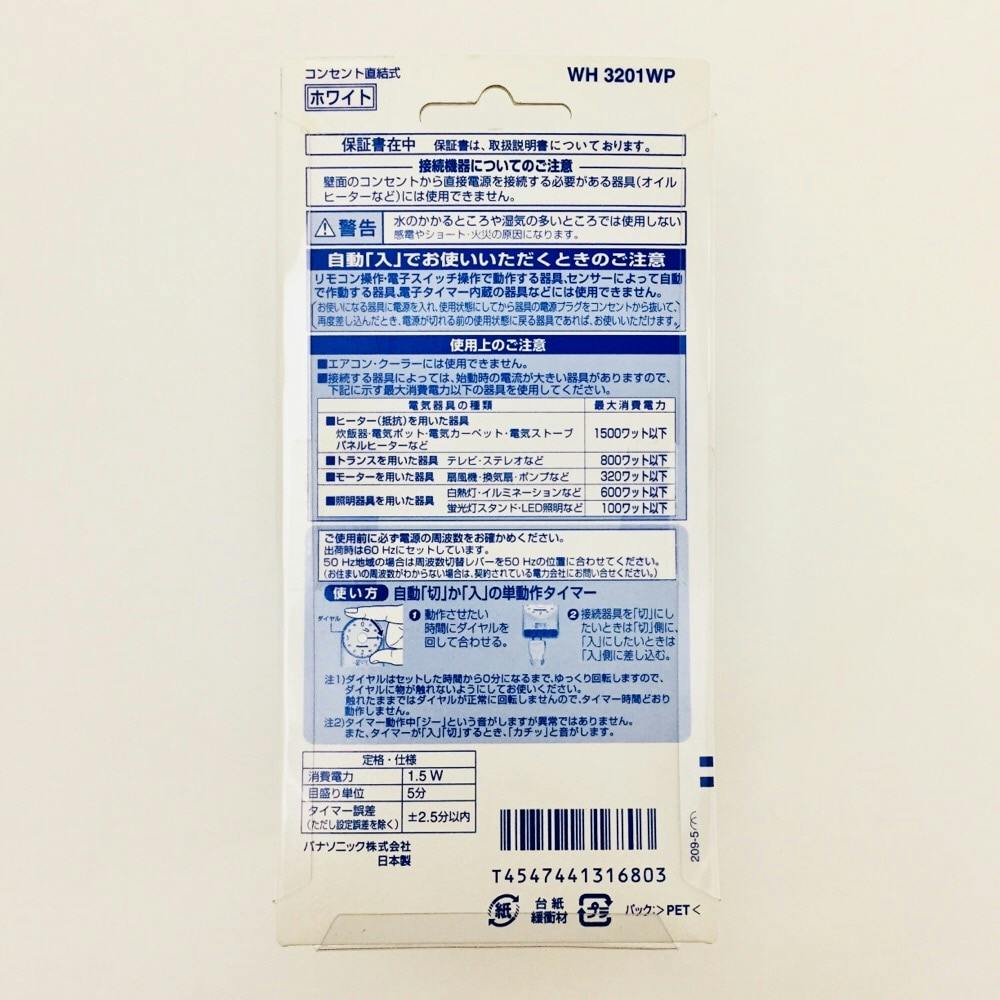 コンセント直結式
WH 3201WP
ホワイト
保証書在中 保証書は、取扱説明書についております。
接続機器についてのご注意
壁面のコンセントから直接電源を接続する必要がある器具(オイル
ヒーターなど)には使用できません。
警告
水のかかるところや湿気の多いところでは使用しない
感電やショート・火災の原因になります。
自動「入」でお使いいただくときのご注意
リモコン操作・電子スイッチ操作で動作する器具、センサーによって自動
で作動する器具、電子タイマー内蔵の器具などには使用できません。
(お使いになる器具に電源を入れ、使用状態にしてから器具の電源プラグをコンセントから抜いて、
再度差し込んだとき、電源が切れる前の使用状態に戻る器具であれば、お使いいただけます。)
使用上のご注意
■エアコン・クーラーには使用できません。
■接続する器具によっては、始動時の電流が大きい器具がありますので、
下記に示す最大消費電力以下の器具を使用してください。
電気器具の種類 最大消費電力
■ヒーター(抵抗)を用いた器具
炊飯器・電気ポット・電気カーペット・電気ストーブ
パネルヒーターなど
1500ワット以下
■トランスを用いた器具 テレビ・ステレオなど 800ワット以下
■モーターを用いた器具 扇風機・換気扇・ポンプなど 320ワット以下
■照明器具を用いた器具
白熱灯・イルミネーションなど 600ワット以下
蛍光灯スタンド・LED照明など 100ワット以下
ご使用前に必ず電源の周波数をお確かめください。
出荷時は60 Hzにセットしています。
50 Hz地域の場合は周波数切替レバーを50 Hzの位置に合わせてください。
(お住まいの周波数がわからない場合は、契約されている電力会社にお問い合せください。)
使い方 自動「切」か「入」の単動作タイマー
ダイヤル
❶ 動作させたい
時間にダイヤルを
回して合わせる。
❷ 接続器具を「切」にし
たいときは「切」側に、
「入」にしたいときは
「入」側に差し込む。
注1)ダイヤルはセットした時間から0分になるまで、ゆっくり回転しますので、
ダイヤルに物が触れないようにしてお使いください。
触れたままではダイヤルが正常に回転しませんので、タイマー時間どおり
動作しません。
注2)タイマー動作中「ジー」という音がしますが異常ではありません。
また、タイマーが「入」「切」するとき、「カチッ」と音がします。
定格・仕様
消費電力 1.5 W
目盛り単位 5分
タイマー誤差
(ただし設定誤差を除く) ±2.5分以内
パナソニック株式会社
日本製
T4547441316803
紙
台紙
緩衝材
プラ
パック:>PET<